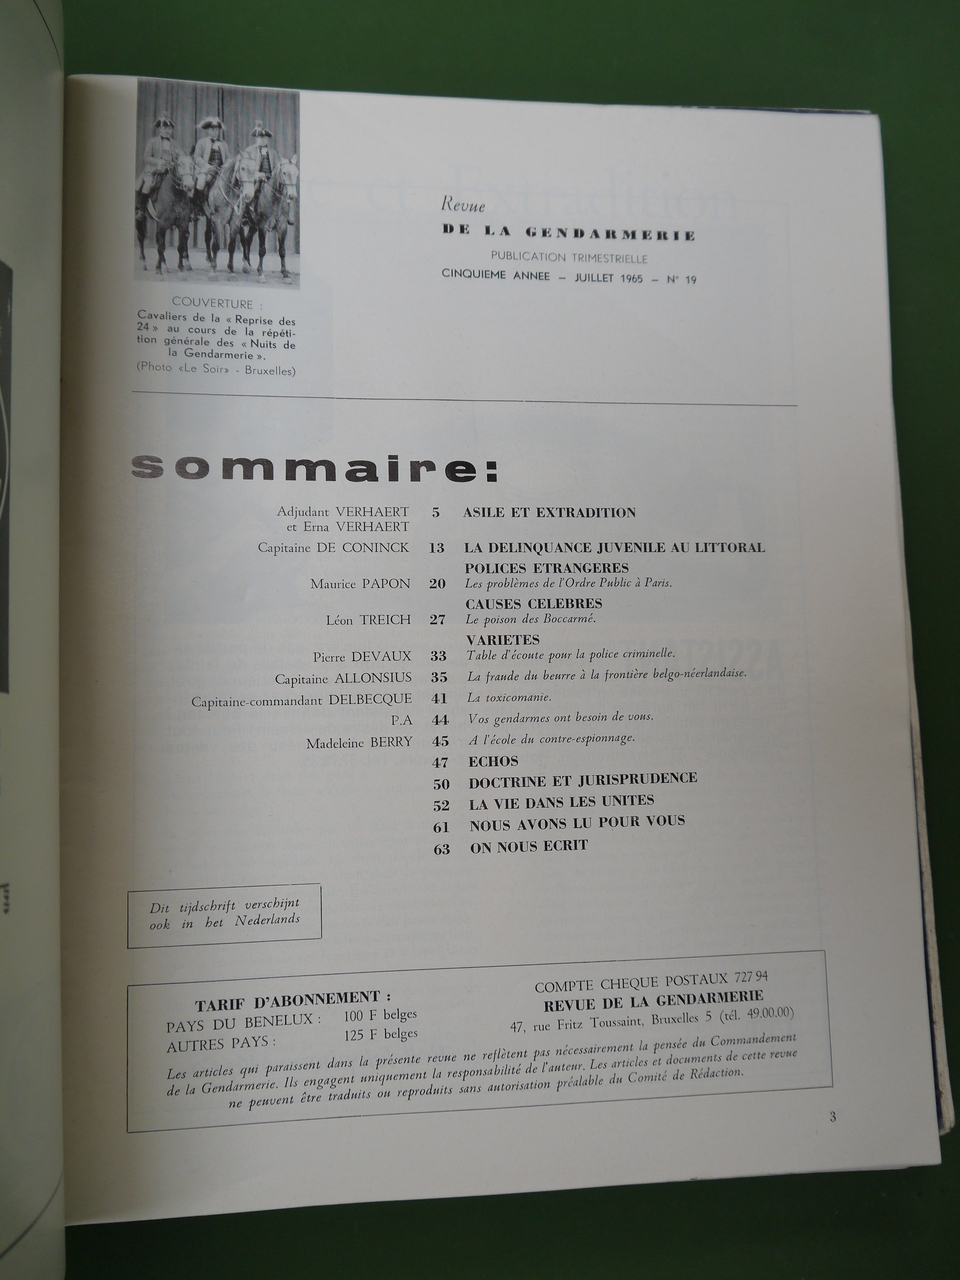 Revue
DE LA GENDARMERIE
PUBLICATION TRIMESTRIELLE
CINQUIEME ANNEE – JUILLET 1965 – N° 19
COUVERTURE :
Cavaliers de la « Reprise des
24 » au cours de la répéti-
tion générale des « Nuits de
la Gendarmerie ».
(Photo «Le Soir» - Bruxelles)
sommaire:
Adjudant VERHAERT 5 ASILE ET EXTRADITION
et Erna VERHAERT
Capitaine DE CONINCK 13 LA DELINQUANCE JUVENILE AU LITTORAL
POLICES ETRANGERES
Maurice PAPON 20 Les problèmes de l'Ordre Public à Paris.
CAUSES CELEBRES
Léon TREICH 27 Le poison des Bocarmé.
VARIETES
Pierre DEVAUX 33 Table d'écoute pour la police criminelle.
Capitaine ALLONSIUS 35 La fraude du beurre à la frontière belgo-néerlandaise.
Capitaine-commandant DELBECQUE 41 La toxicomanie.
P.A 44 Vos gendarmes ont besoin de vous.
Madeleine BERRY 45 A l'école du contre-espionnage.
47 ECHOS
50 DOCTRINE ET JURISPRUDENCE
52 LA VIE DANS LES UNITES
61 NOUS AVONS LU POUR VOUS
63 ON NOUS ECRIT
Dit tijdschrift verschijnt
ook in het Nederlands
TARIF D'ABONNEMENT :
PAYS DU BENELUX : 100 F belges
AUTRES PAYS : 125 F belges
COMPTE CHEQUE POSTAUX 727 94
REVUE DE LA GENDARMERIE
47, rue Fritz Toussaint, Bruxelles 5 (tél. 49.00.00)
Les articles qui paraissent dans la présente revue ne reflètent pas nécessairement la pensée du Commandement
de la Gendarmerie. Ils engagent uniquement la responsabilité de l'auteur. Les articles et documents de cette revue
ne peuvent être traduits ou reproduits sans autorisation préalable du Comité de Rédaction.
3